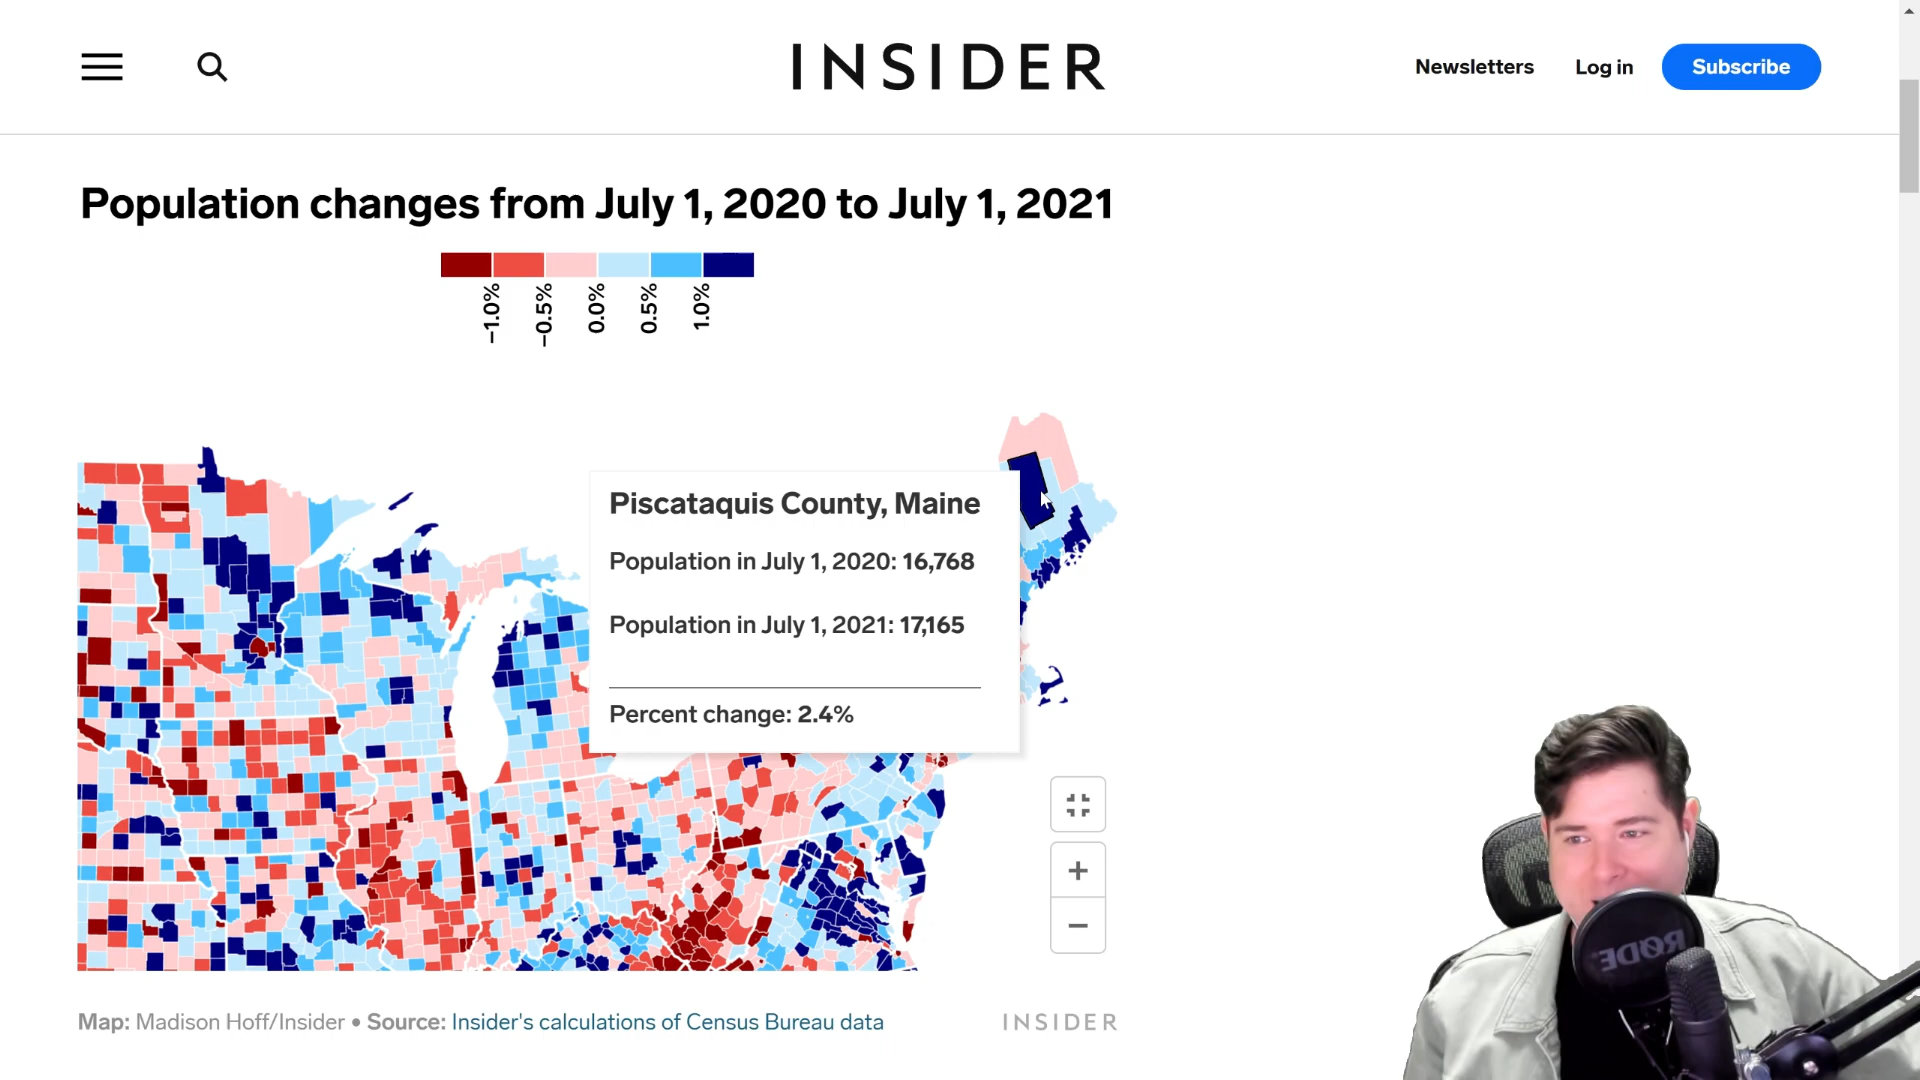 INSIDER
Newsletters
Log in
Subscribe
Population changes from July 1, 2020 to July 1, 2021
−1.0%
−0.5%
0.0%
0.5%
1.0%
Piscataquis County, Maine
Population in July 1, 2020: 16,768
Population in July 1, 2021: 17,165
Percent change: 2.4%
+
−
Map: Madison Hoff/Insider • Source: Insider's calculations of Census Bureau data
INSIDER
RØDE